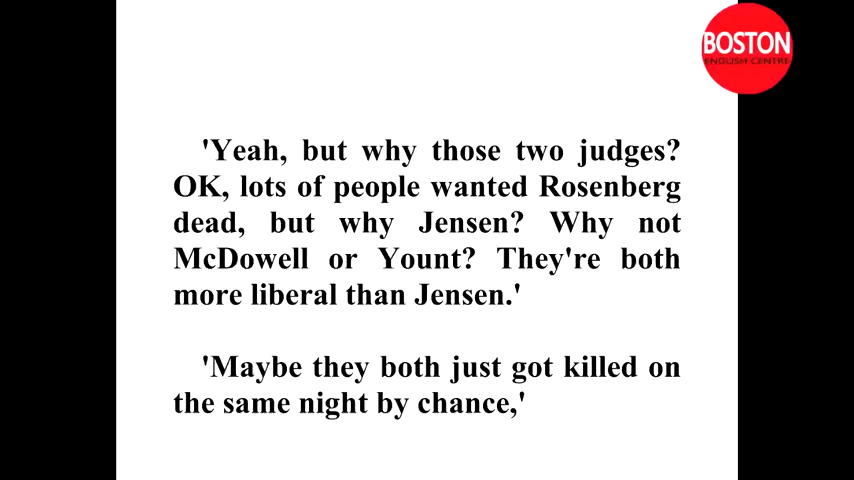 BOSTON
ENGLISH CENTRE
'Yeah, but why those two judges?
OK, lots of people wanted Rosenberg
dead, but why Jensen? Why not
McDowell or Yount? They're both
more liberal than Jensen.'
'Maybe they both just got killed on
the same night by chance,'